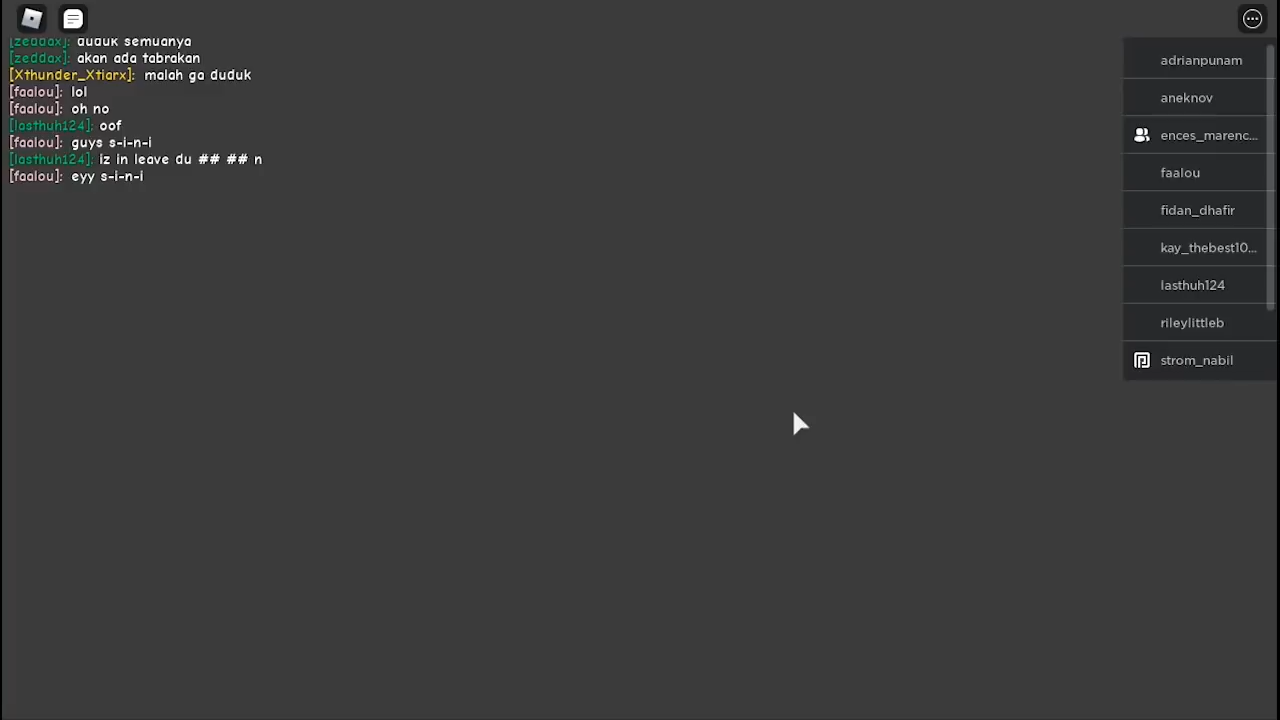 [zeddax]: duduk semuanya
[zeddax]: akan ada tabrakan
[Xthunder_Xtiarx]: malah ga duduk
[faalou]: lol
[faalou]: oh no
[lasthuh124]: oof
[faalou]: guys s-i-n-i
[lasthuh124]: iz in leave du ## ## n
[faalou]: eyy s-i-n-i
adrianpunam
aneknov
ences_marenc...
faalou
fidan_dhafir
kay_thebest10...
lasthuh124
rileylittleb
strom_nabil